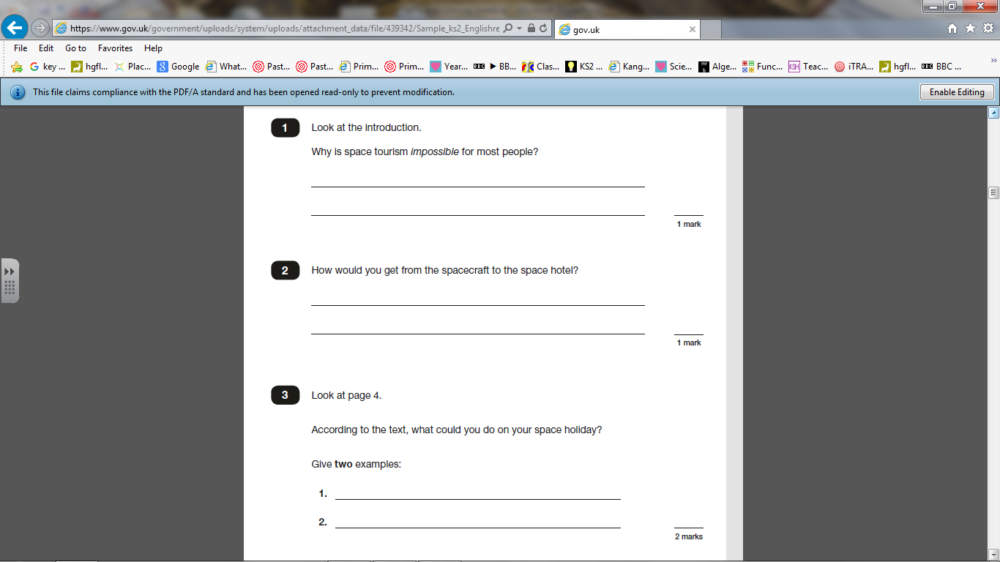 https://www.gov.uk/government/uploads/system/uploads/attachment_data/file/439342/Sample_ks2_Englishre
gov.uk
File Edit Go to Favorites Help
key ... hgfl... Plac... Google What... Past... Past... Prim... Prim... Year... BBC ▶ BB... Clas... KS2 ... Kang... Scie... Alge... Func... KSH Teac... iTRA... hgfl... BBC BBC ...
This file claims compliance with the PDF/A standard and has been opened read-only to prevent modification.
Enable Editing
1 Look at the introduction.
Why is space tourism impossible for most people?
1 mark
2 How would you get from the spacecraft to the space hotel?
1 mark
3 Look at page 4.
According to the text, what could you do on your space holiday?
Give two examples:
1.
2.
2 marks